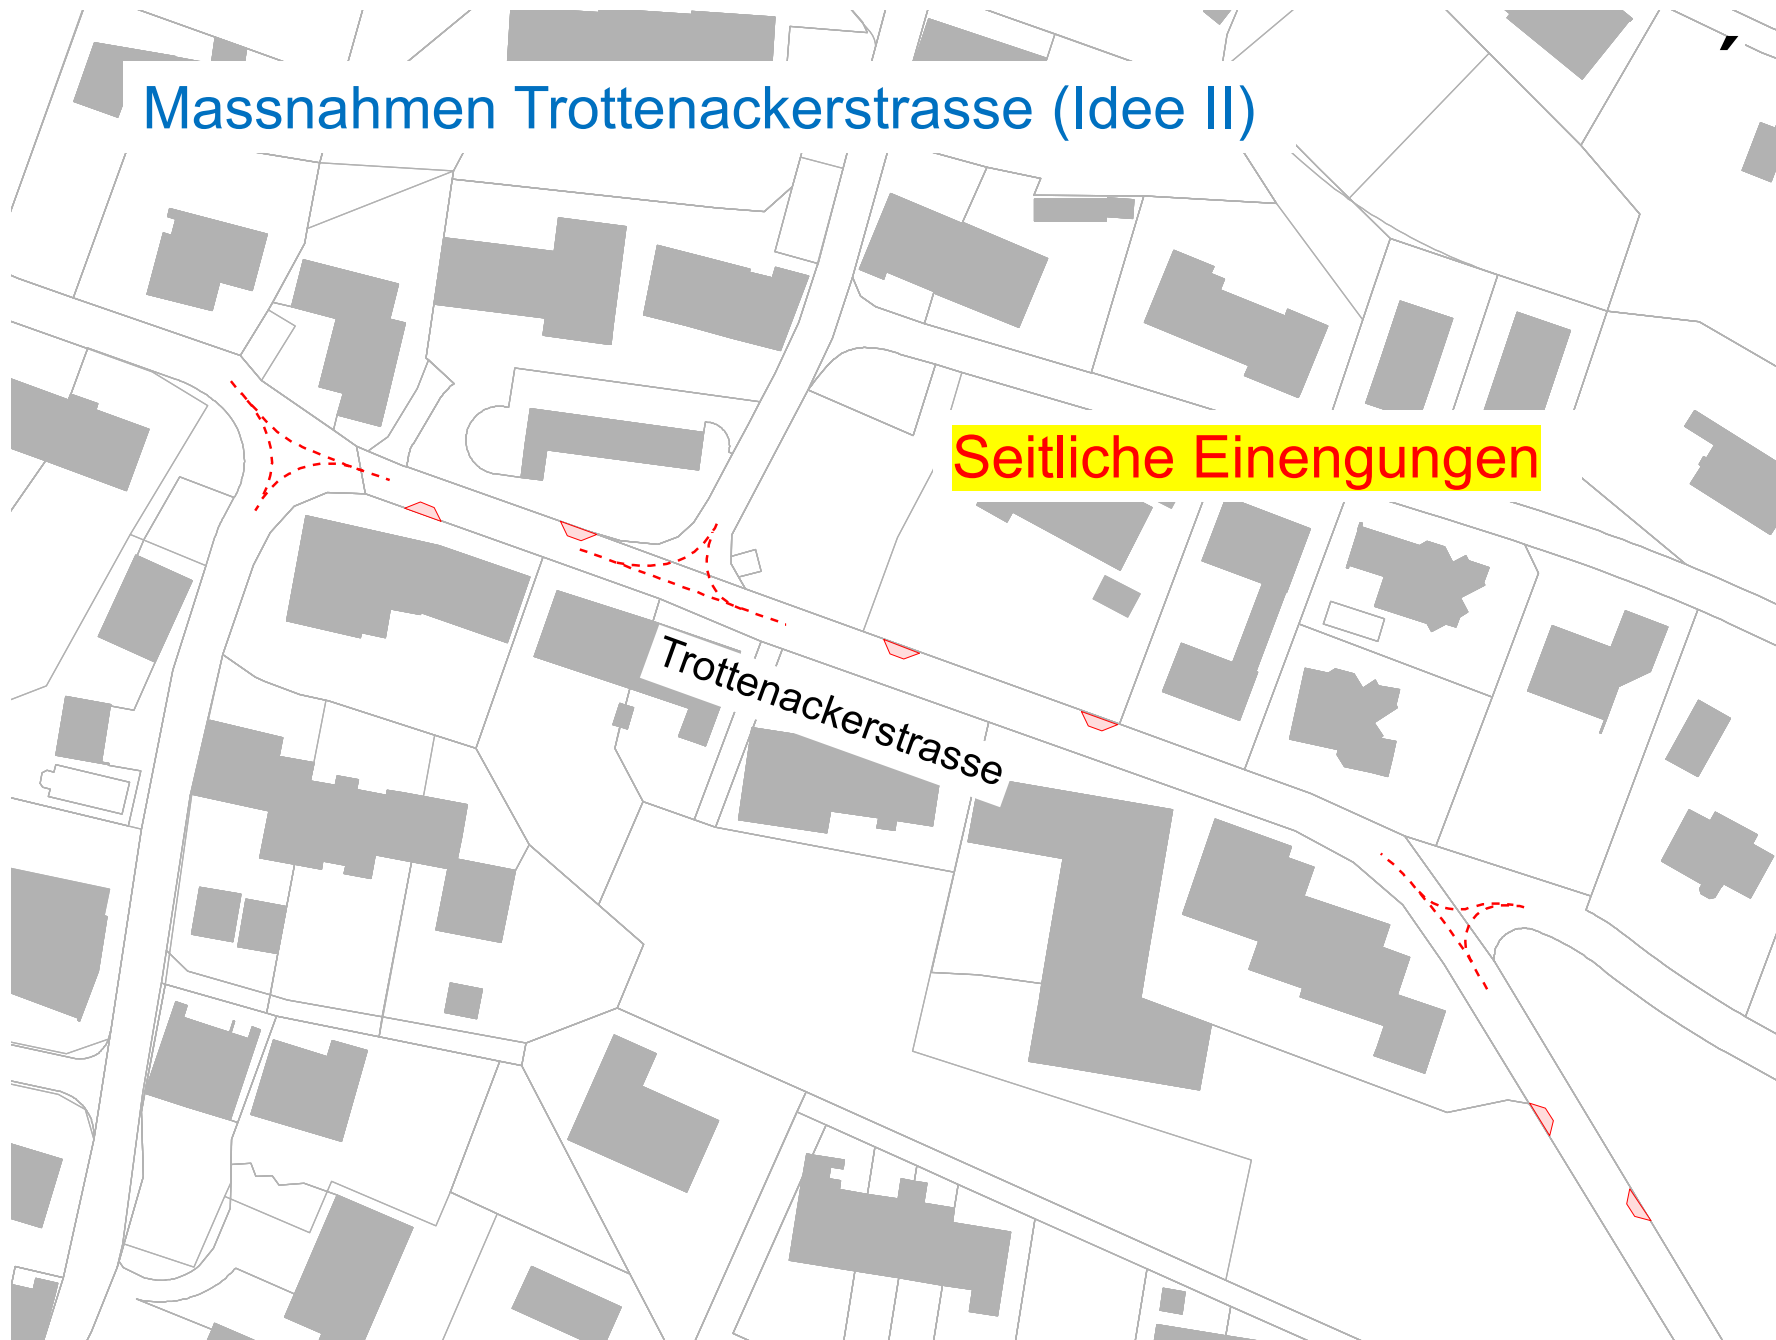 Massnahmen Trottenackerstrasse (Idee II)
Seitliche Einengungen
Trottenackerstrasse